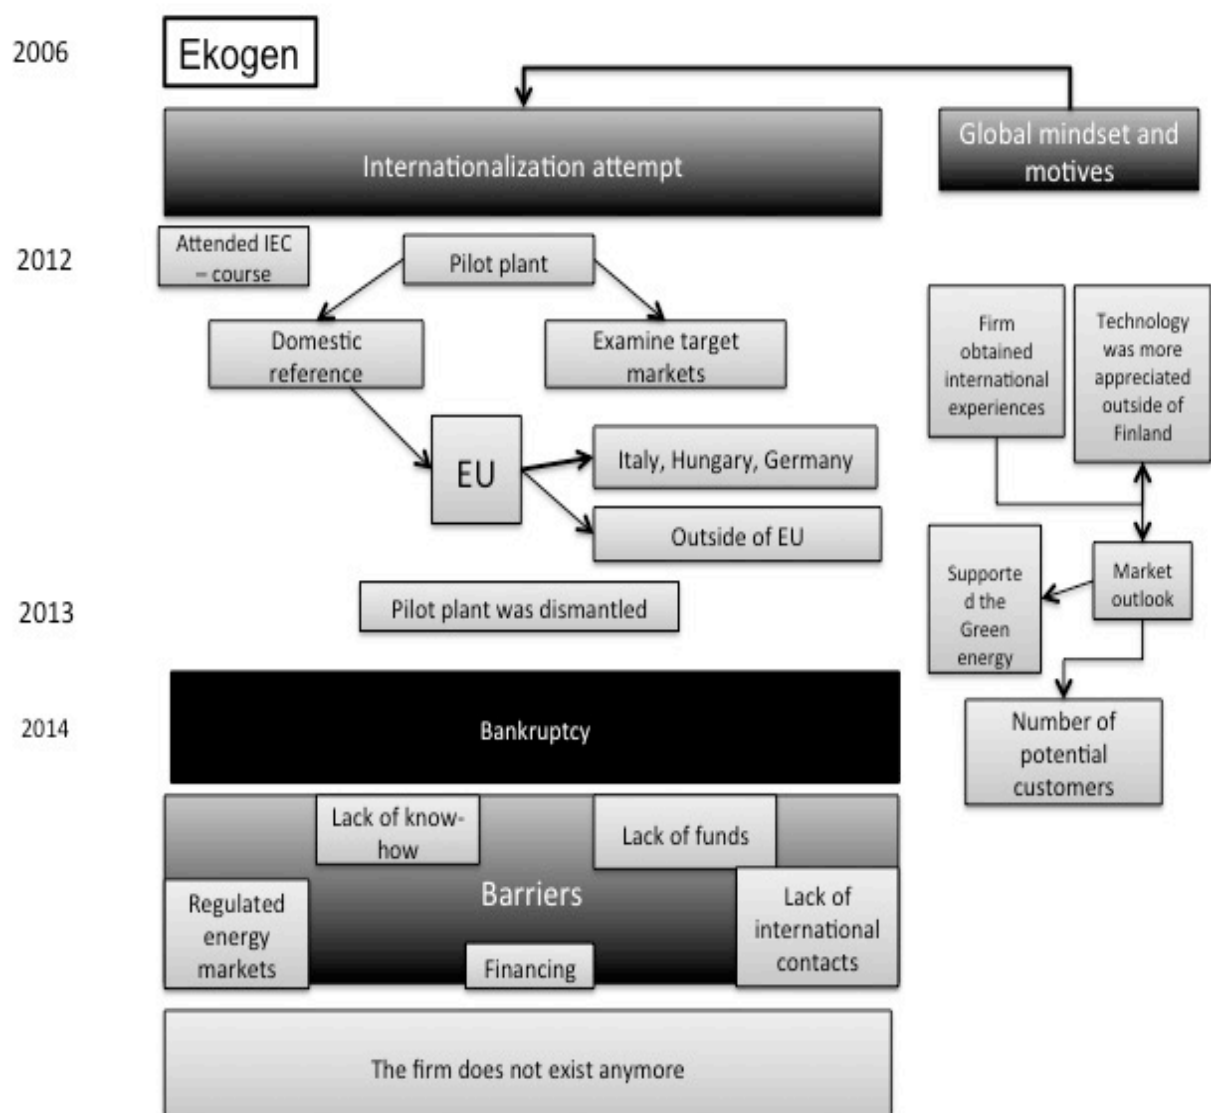 2006
Ekogen
Internationalization attempt
Global mindset and
motives
2012
Attended IEC
– course
Pilot plant
Domestic
reference
Examine target
markets
Firm
obtained
international
experiences
Technology
was more
appreciated
outside of
Finland
EU
Italy, Hungary, Germany
Outside of EU
Supporte
d the
Green
energy
Market
outlook
2013
Pilot plant was dismantled
Number of
potential
customers
2014
Bankruptcy
Lack of know-
how
Lack of funds
Barriers
Regulated
energy
markets
Lack of
international
contacts
Financing
The firm does not exist anymore